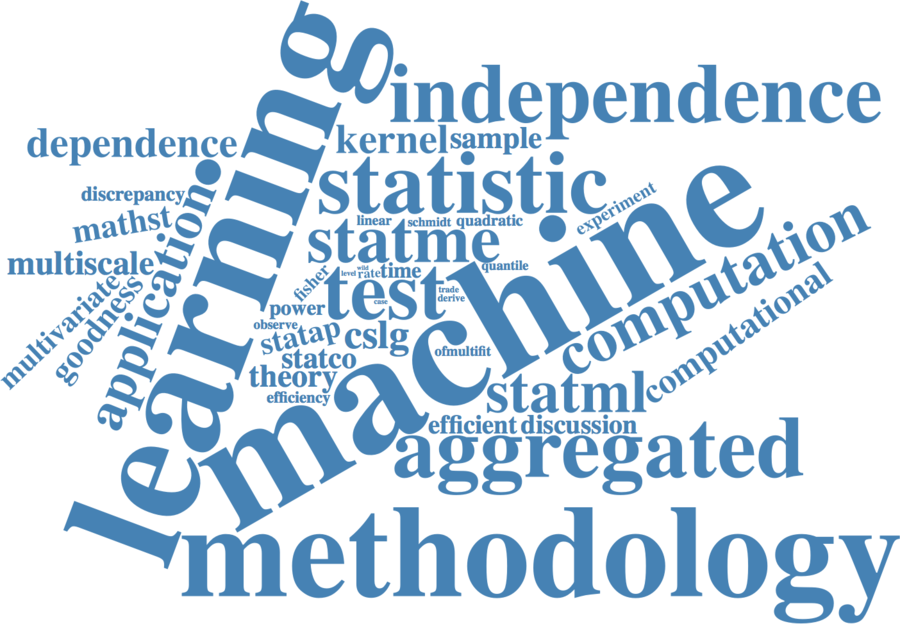 learning
independence
dependence
kernel
sample
discrepancy
statistic
mathst
application
linear
schmidt
quadratic
experiment
machine
statme
multiscale
computation
quantile
fisher
level
wild
rate
time
test
trade
derive
case
multivariate
goodness
power
observe
statap
cslg
ofmultifit
statco
theory
efficiency
computational
statml
efficient
discussion
aggregated
methodology